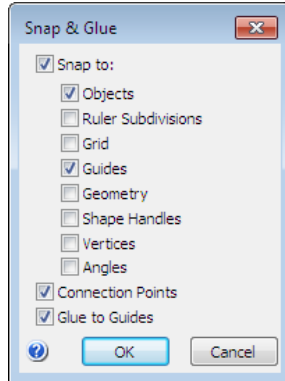 Snap & Glue
Snap to:
Objects
Ruler Subdivisions
Grid
Guides
Geometry
Shape Handles
Vertices
Angles
Connection Points
Glue to Guides
OK Cancel